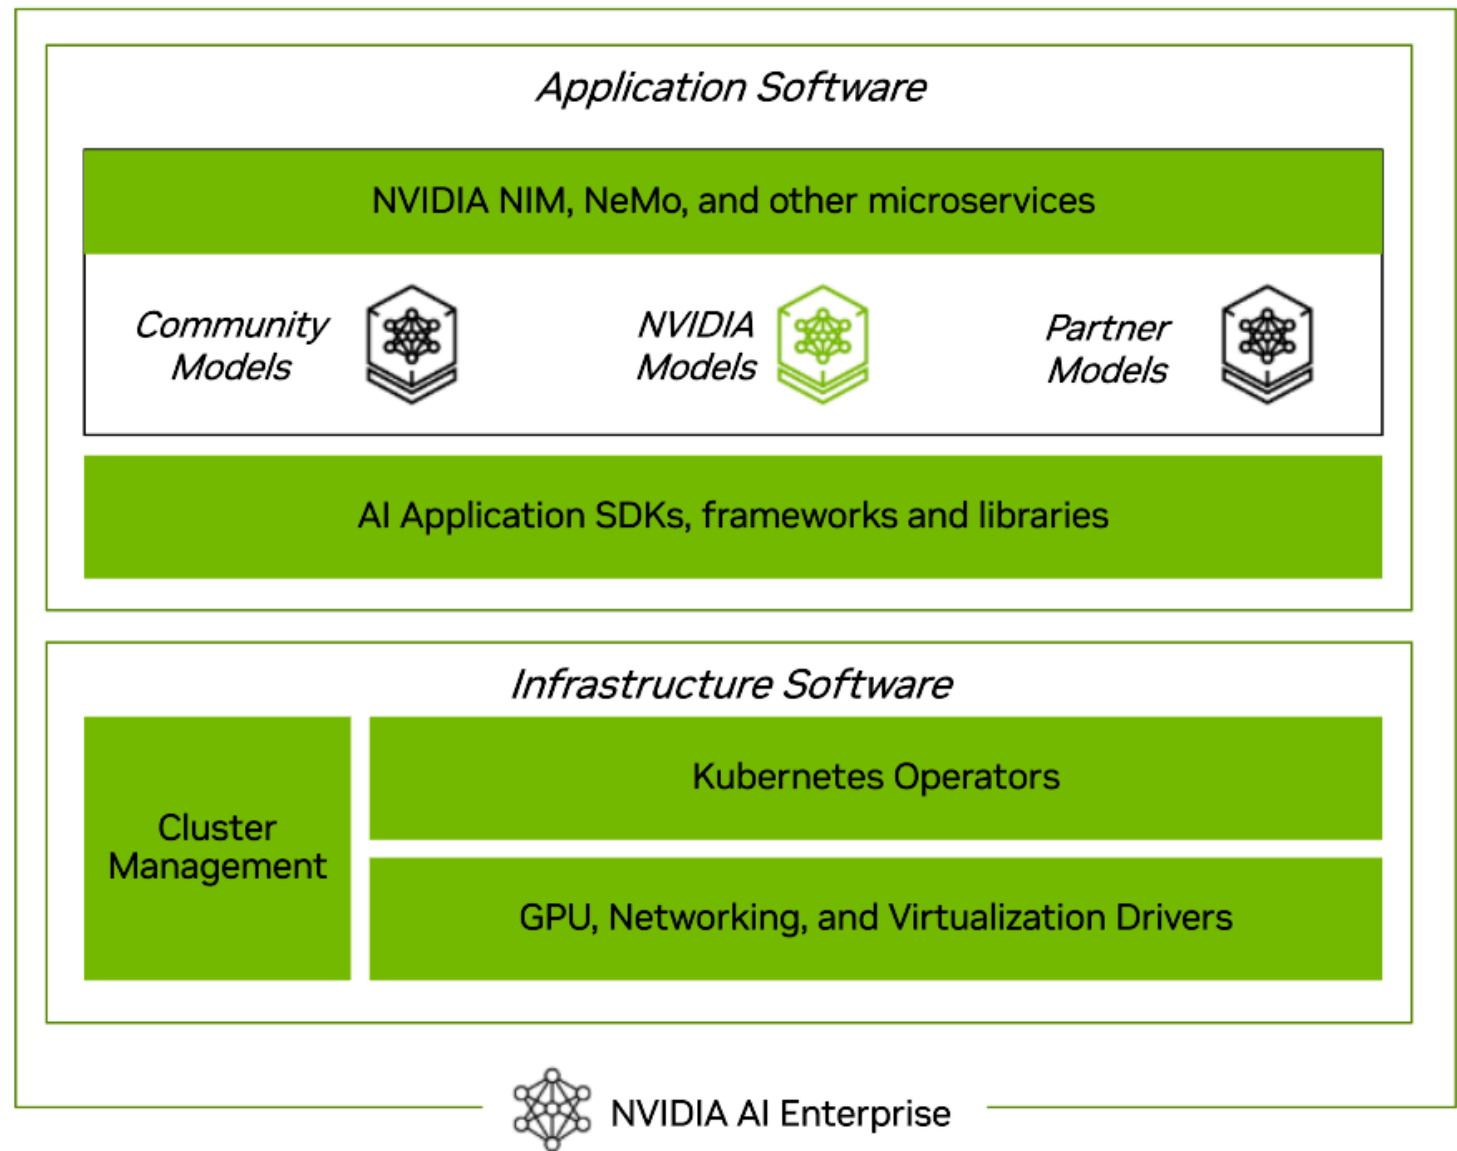 Application Software
NVIDIA NIM, NeMo, and other microservices
Community
Models
NVIDIA
Models
Partner
Models
AI Application SDKs, frameworks and libraries
Infrastructure Software
Cluster
Management
Kubernetes Operators
GPU, Networking, and Virtualization Drivers
NVIDIA AI Enterprise